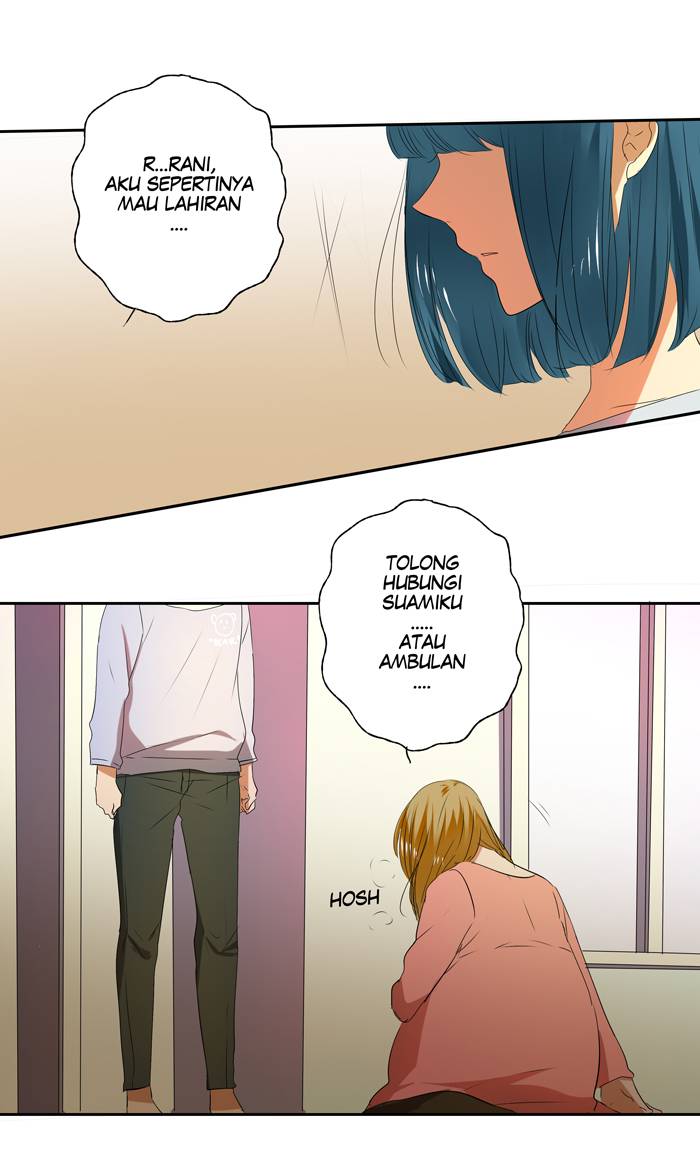 R...RANI,
AKU SEPERTINYA
MAU LAHIRAN
....
TOLONG
HUBUNGI
SUAMIKU
.....
ATAU
AMBULAN
....
HOSH